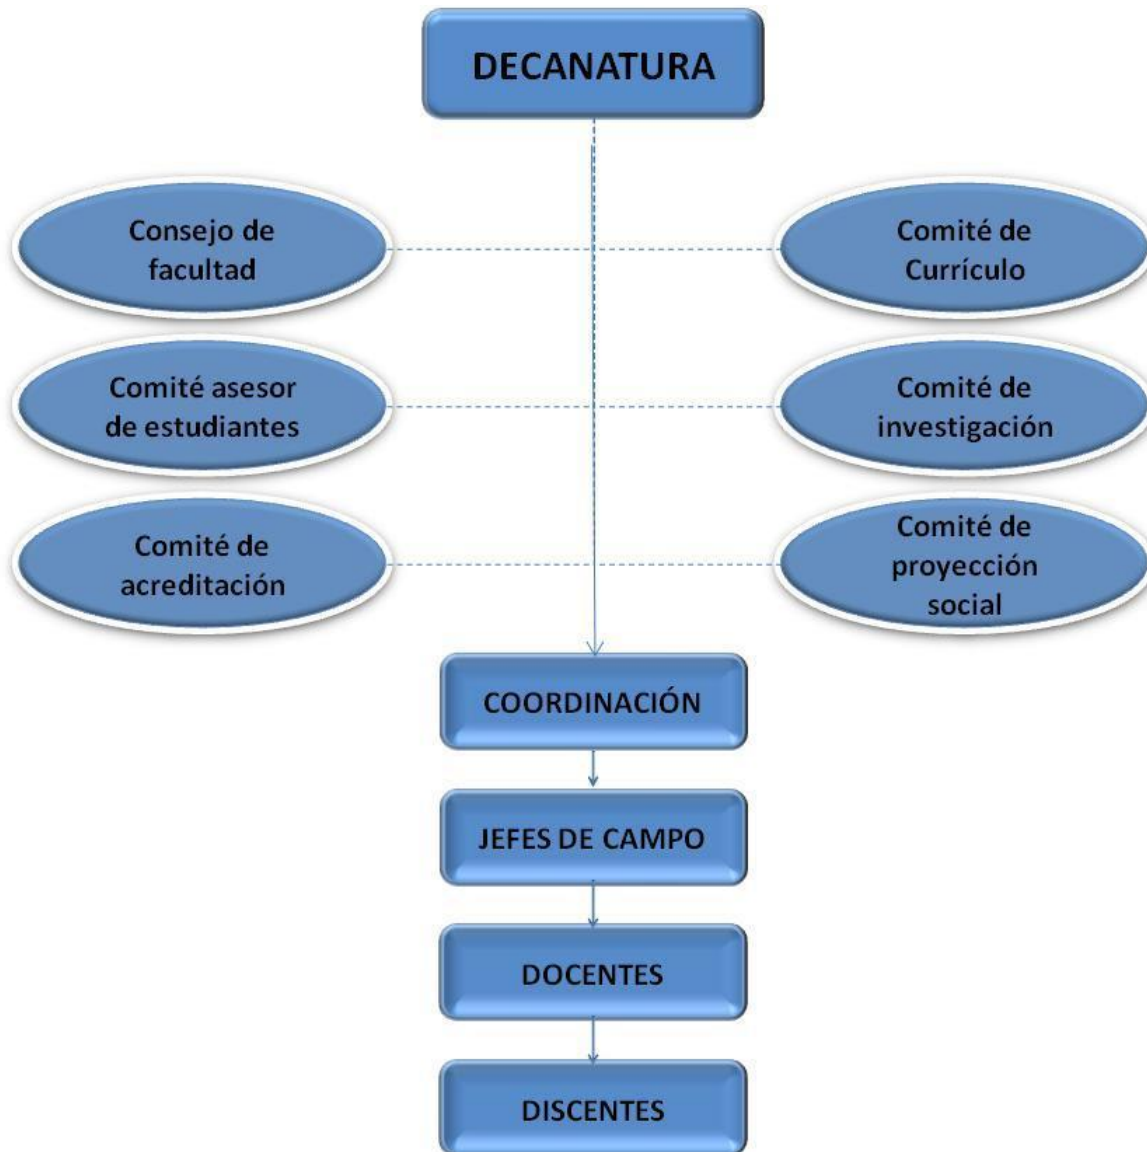 DECANATURA
Consejo de
facultad
Comité de
Currículo
Comité asesor
de estudiantes
Comité de
investigación
Comité de
acreditación
Comité de
proyección
social
COORDINACIÓN
JEFES DE CAMPO
DOCENTES
DISCENTES